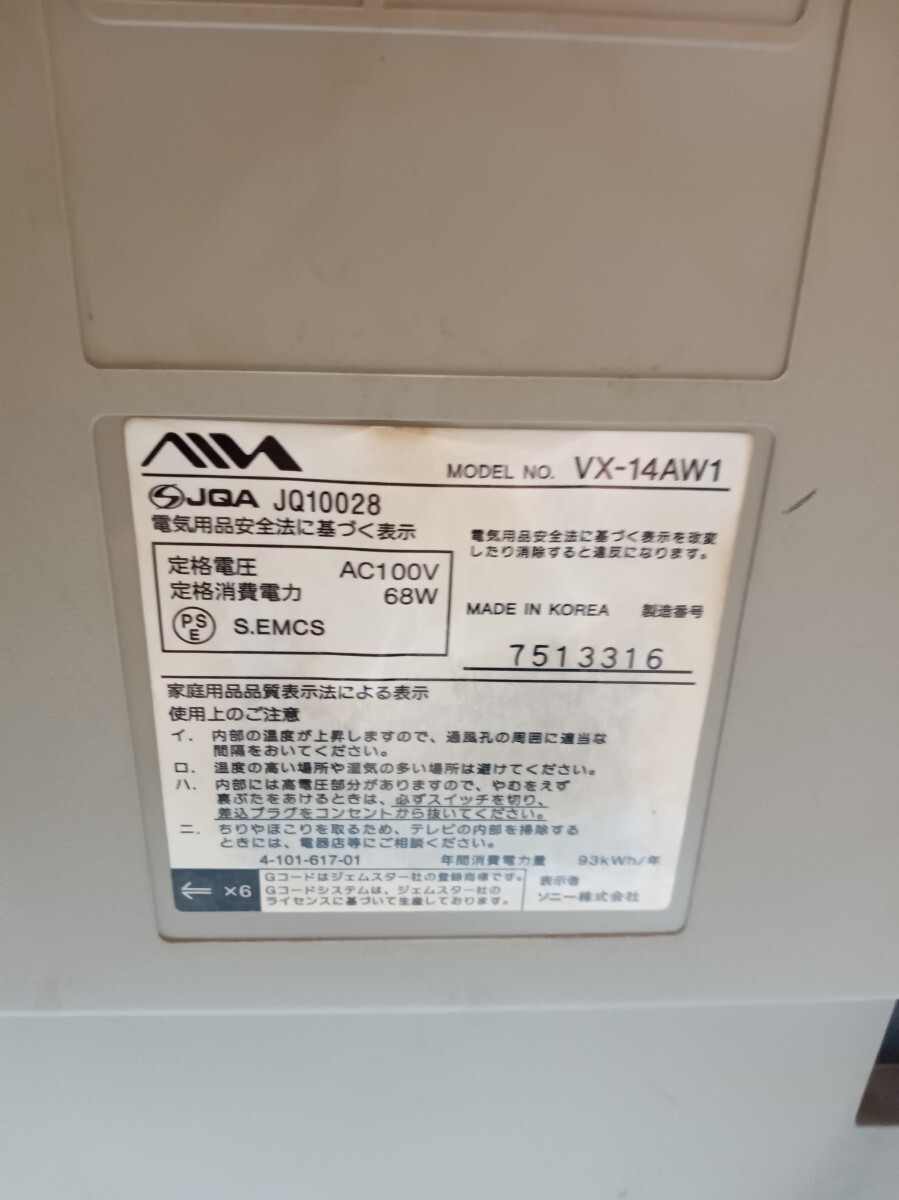 AIWA
MODEL NO. VX-14AW1
JQA JQ10028
電気用品安全法に基づく表示
電気用品安全法に基づく表示を改変
したり消除すると違反になります。
定格電圧 AC100V
定格消費電力 68W
PSE S.EMCS
MADE IN KOREA 製造番号
7513316
家庭用品品質表示法による表示
使用上のご注意
イ. 内部の温度が上昇しますので、通風孔の周囲に適当な
間隔をおいてください。
ロ. 温度の高い場所や湿気の多い場所は避けてください。
ハ. 内部には高電圧部分がありますので、やむをえず
裏ぶたをあけるときは、必ずスイッチを切り、
差込プラグをコンセントから抜いてください。
ニ. ちりやほこりを取るため、テレビの内部を掃除する
ときには、電器店等にご相談ください。
4-101-617-01 年間消費電力量 93kWh/年
← ×6
Gコードはジェムスター社の登録商標です。
Gコードシステムは、ジェムスター社の
ライセンスに基づいて生産しております。
表示者
ソニー株式会社